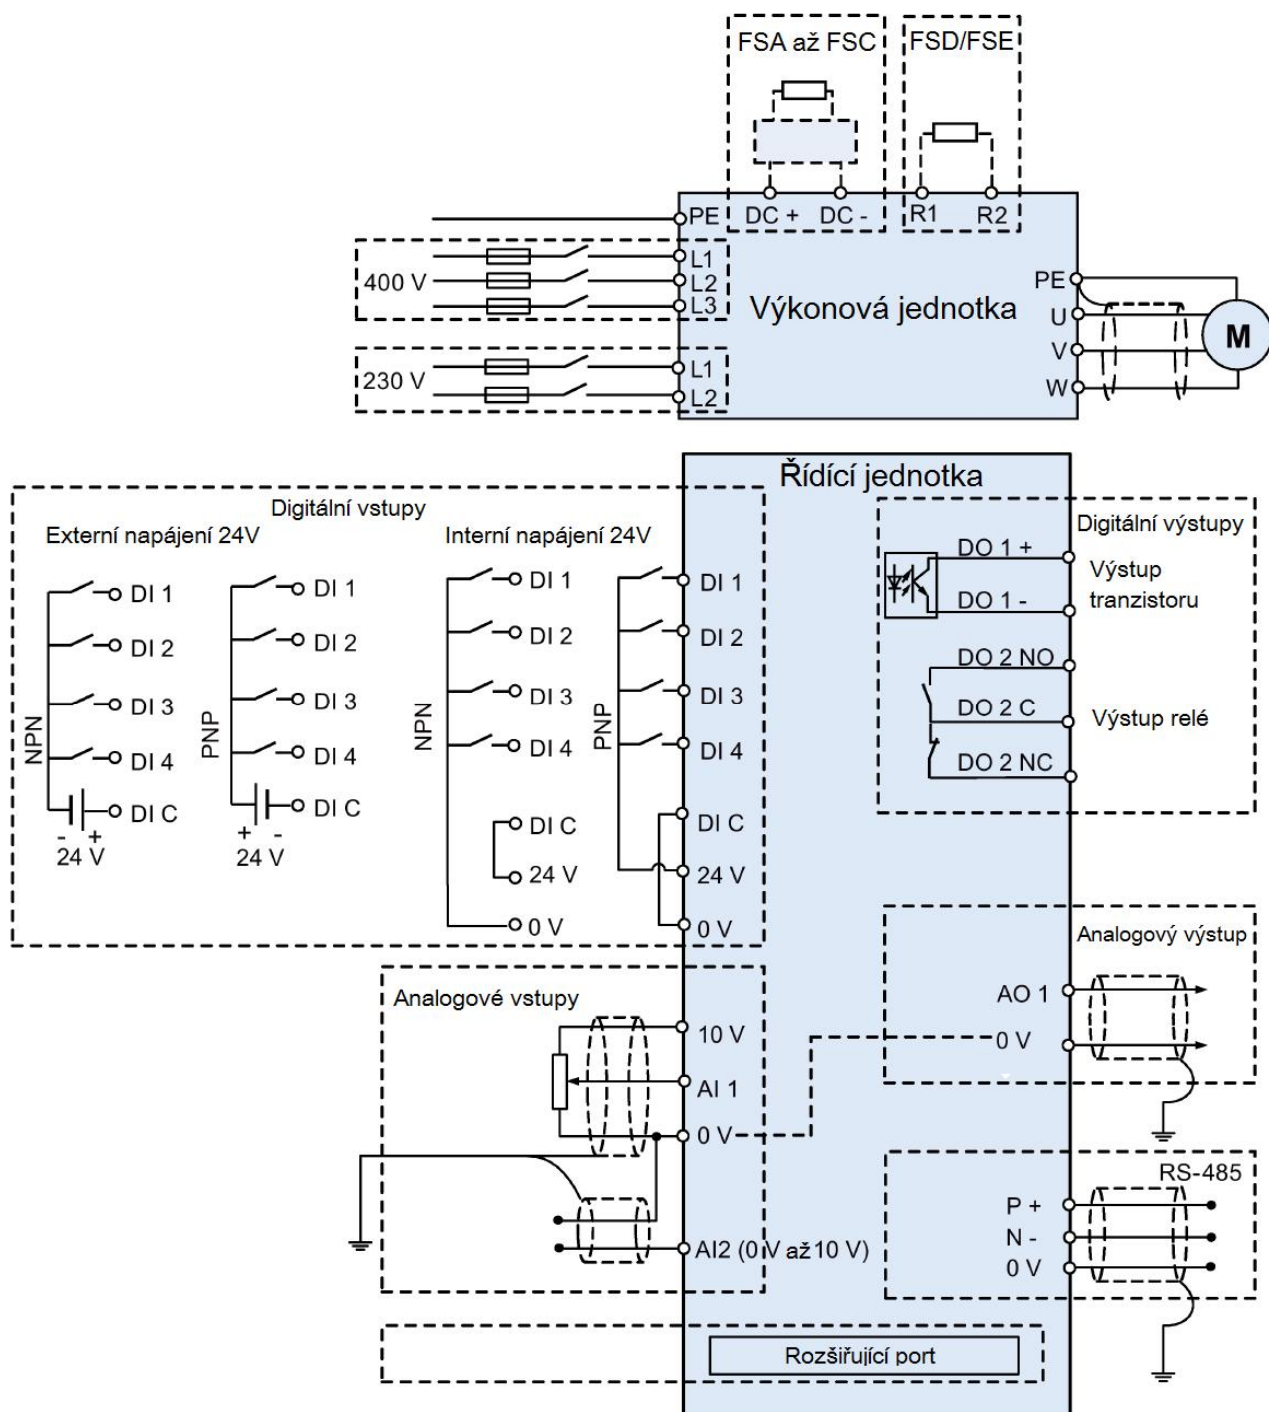 FSA až FSC
FSD/FSE
DC +
DC -
R1
R2
PE
400 V
L1
L2
L3
230 V
L1
L2
Výkonová jednotka
PE
U
V
W
M
Řídící jednotka
Digitální vstupy
Externí napájení 24V
Interní napájení 24V
NPN
DI 1
DI 2
DI 3
DI 4
DI C
- +
24 V
PNP
DI 1
DI 2
DI 3
DI 4
DI C
+ -
24 V
NPN
DI 1
DI 2
DI 3
DI 4
DI C
24 V
0 V
PNP
DI 1
DI 2
DI 3
DI 4
DI C
24 V
0 V
Digitální výstupy
DO 1 +
DO 1 -
Výstup
tranzistoru
DO 2 NO
DO 2 C
DO 2 NC
Výstup relé
Analogový výstup
AO 1
0 V
Analogové vstupy
10 V
AI 1
0 V
AI2 (0 V až 10 V)
RS-485
P +
N -
0 V
Rozšiřující port